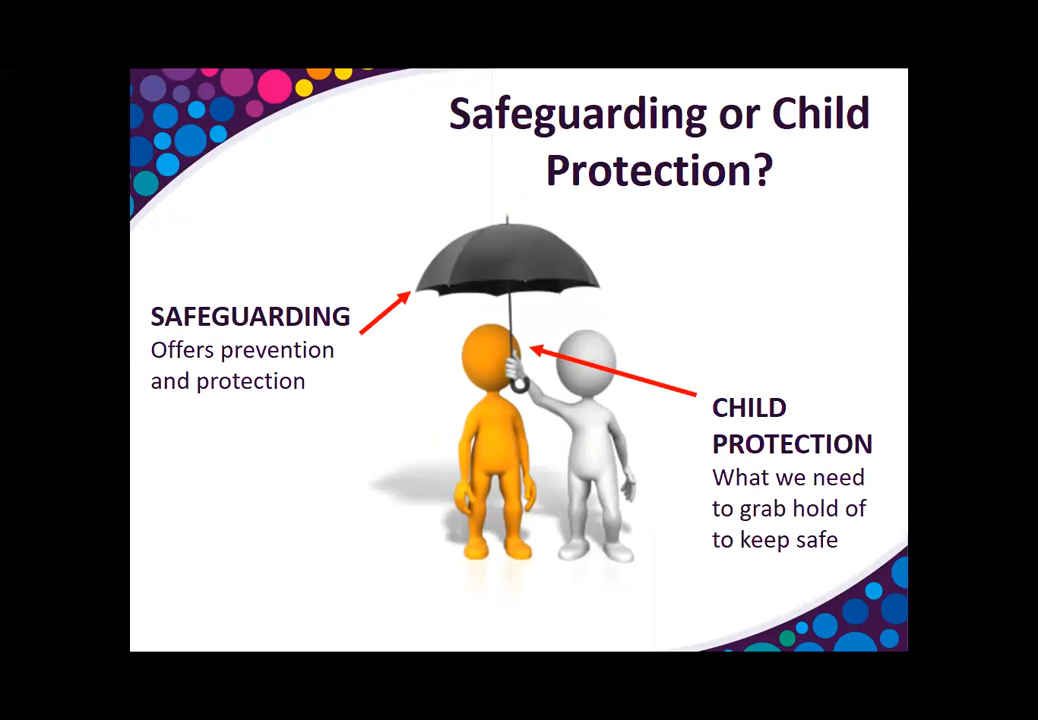 Safeguarding or Child
Protection?
SAFEGUARDING
Offers prevention
and protection
CHILD
PROTECTION
What we need
to grab hold of
to keep safe